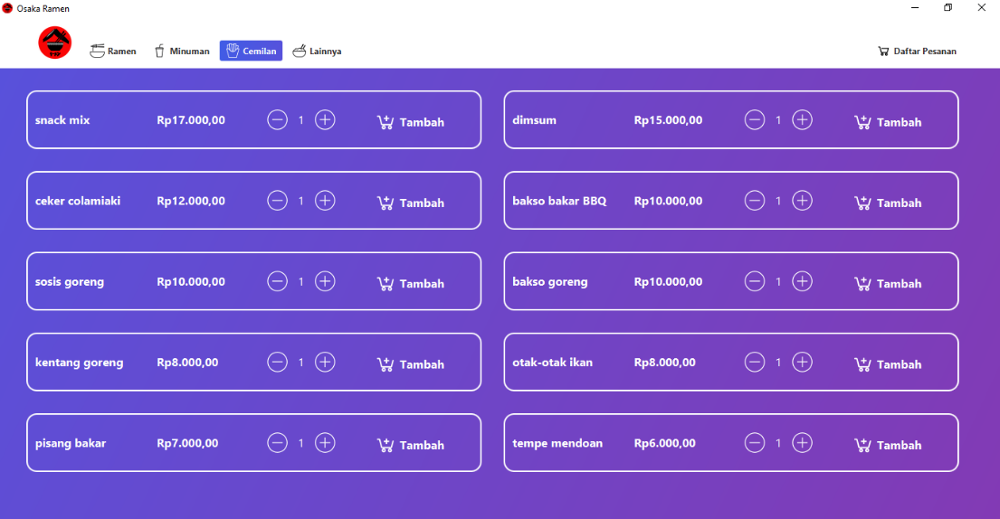 Osaka Ramen
Ramen Minuman Cemilan Lainnya Daftar Pesanan
snack mix Rp17.000,00 1 Tambah
dimsum Rp15.000,00 1 Tambah
ceker colamiaki Rp12.000,00 1 Tambah
bakso bakar BBQ Rp10.000,00 1 Tambah
sosis goreng Rp10.000,00 1 Tambah
bakso goreng Rp10.000,00 1 Tambah
kentang goreng Rp8.000,00 1 Tambah
otak-otak ikan Rp8.000,00 1 Tambah
pisang bakar Rp7.000,00 1 Tambah
tempe mendoan Rp6.000,00 1 Tambah